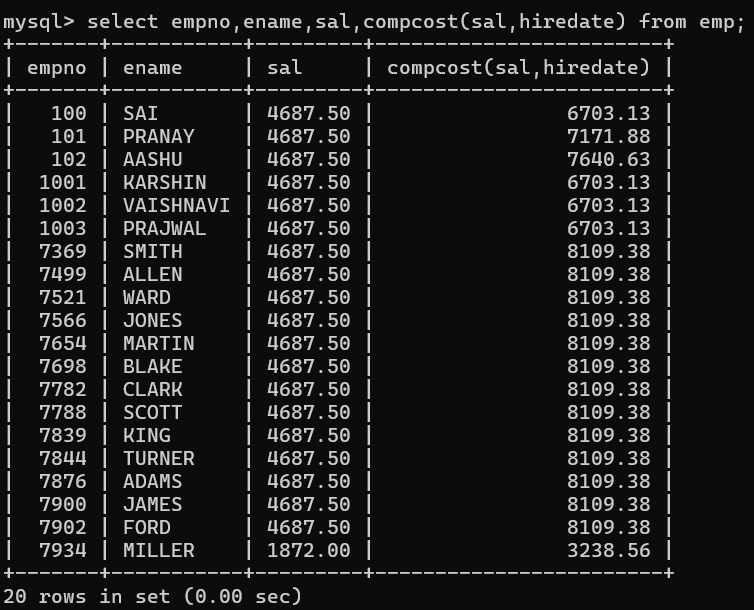 mysql> select empno,ename,sal,compcost(sal,hiredate) from emp;
+-------+-----------+---------+------------------------+
| empno | ename     | sal     | compcost(sal,hiredate) |
+-------+-----------+---------+------------------------+
|   100 | SAI       | 4687.50 |                6703.13 |
|   101 | PRANAY    | 4687.50 |                7171.88 |
|   102 | AASHU     | 4687.50 |                7640.63 |
|  1001 | KARSHIN   | 4687.50 |                6703.13 |
|  1002 | VAISHNAVI | 4687.50 |                6703.13 |
|  1003 | PRAJWAL   | 4687.50 |                6703.13 |
|  7369 | SMITH     | 4687.50 |                8109.38 |
|  7499 | ALLEN     | 4687.50 |                8109.38 |
|  7521 | WARD      | 4687.50 |                8109.38 |
|  7566 | JONES     | 4687.50 |                8109.38 |
|  7654 | MARTIN    | 4687.50 |                8109.38 |
|  7698 | BLAKE     | 4687.50 |                8109.38 |
|  7782 | CLARK     | 4687.50 |                8109.38 |
|  7788 | SCOTT     | 4687.50 |                8109.38 |
|  7839 | KING      | 4687.50 |                8109.38 |
|  7844 | TURNER    | 4687.50 |                8109.38 |
|  7876 | ADAMS     | 4687.50 |                8109.38 |
|  7900 | JAMES     | 4687.50 |                8109.38 |
|  7902 | FORD      | 4687.50 |                8109.38 |
|  7934 | MILLER    | 1872.00 |                3238.56 |
+-------+-----------+---------+------------------------+
20 rows in set (0.00 sec)